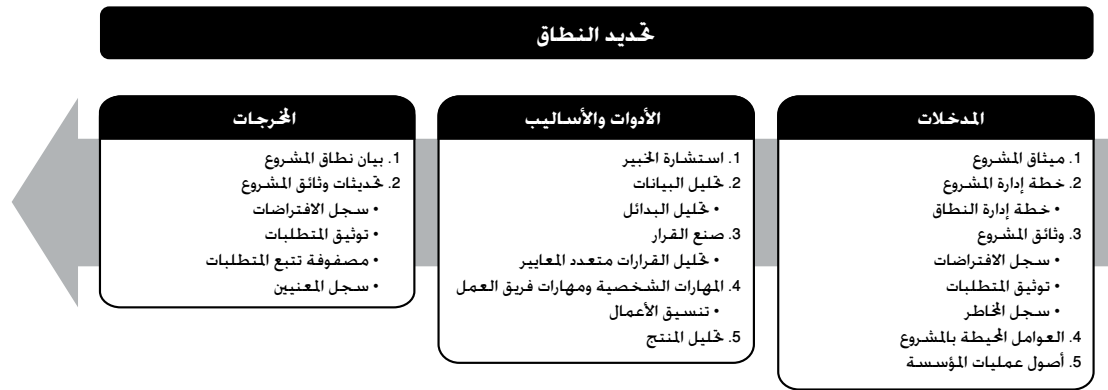 تحديد النطاق
المدخلات
1. ميثاق المشروع
2. خطة إدارة المشروع
• خطة إدارة النطاق
3. وثائق المشروع
• سجل الافتراضات
• توثيق المتطلبات
• سجل المخاطر
4. العوامل المحيطة بالمشروع
5. أصول عمليات المؤسسة
الأدوات والأساليب
1. استشارة الخبير
2. تحليل البيانات
• تحليل البدائل
3. صنع القرار
• تحليل القرارات متعدد المعايير
4. المهارات الشخصية ومهارات فريق العمل
• تنسيق الأعمال
5. تحليل المنتج
المخرجات
1. بيان نطاق المشروع
2. تحديثات وثائق المشروع
• سجل الافتراضات
• توثيق المتطلبات
• مصفوفة تتبع المتطلبات
• سجل المعنيين